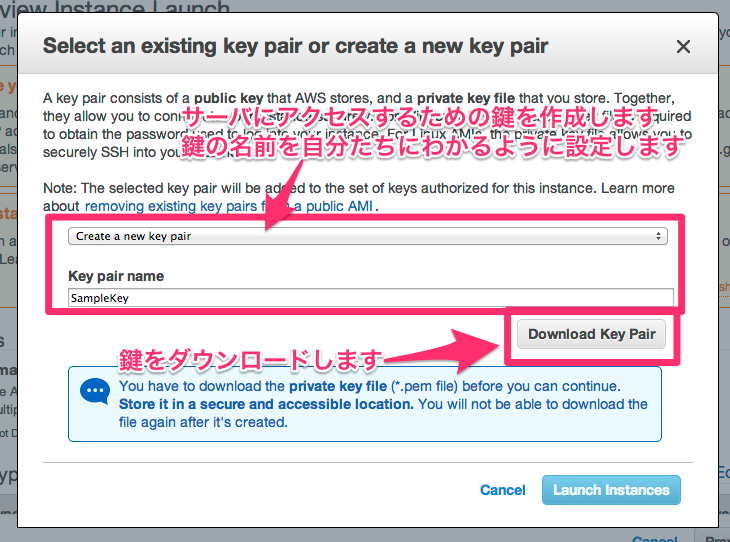 view Instance Launch
Select an existing key pair or create a new key pair
A key pair consists of a public key that AWS stores, and a private key file that you store. Together,
サーバにアクセスするための鍵を作成します
they allow you to
required
to obtain the password used to log into your instance. For Linux AMIs, the private key file allows you to
鍵の名前を自分たちにわかるように設定します
securely SSH into your
Note: The selected key pair will be added to the set of keys authorized for this instance. Learn more
about removing existing key pairs from a public AMI .
Create a new key pair
Key pair name
SampleKey
Download Key Pair
鍵をダウンロードします
You have to download the private key file (*.pem file) before you can continue.
Store it in a secure and accessible location. You will not be able to download the
file again after it's created.
Cancel
Launch Instances
Cancel